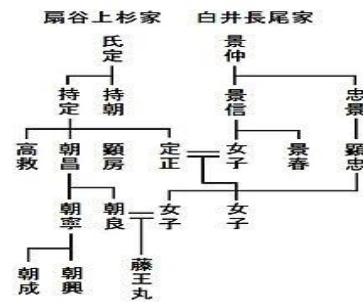 扇谷上杉家 白井長尾家
氏定 景仲
持定 持朝 景信 忠景
高救 朝昌 顕房 定正 女子 景春 顕忠
朝寧 朝良 女子 女子
朝成 朝興 藤王丸